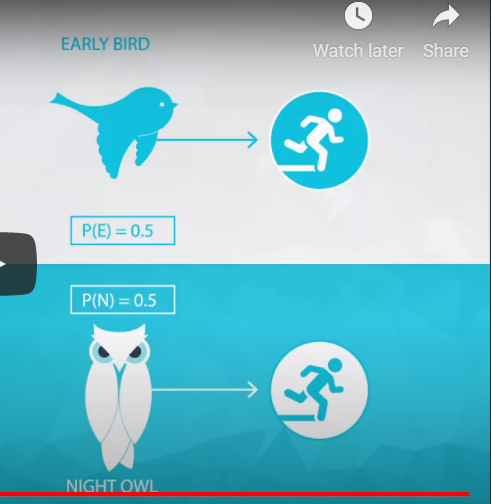 EARLY BIRD
Watch later Share
P(E) = 0.5
P(N) = 0.5
NIGHT OWL